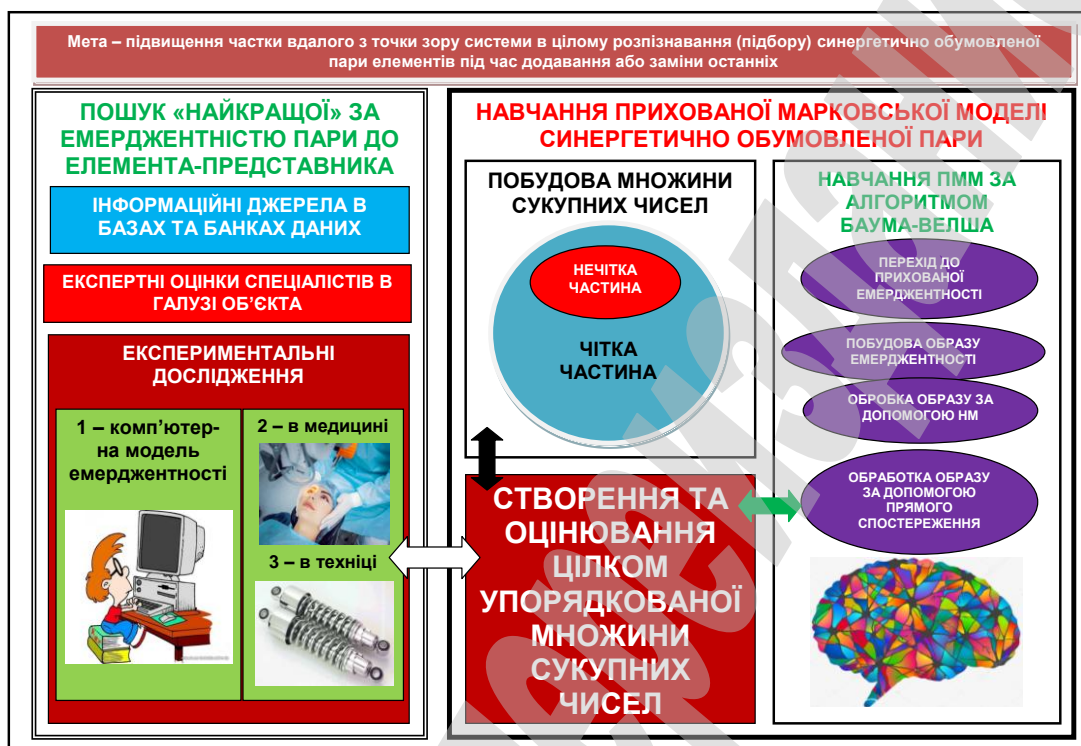 Мета – підвищення частки вдалого з точки зору системи в цілому розпізнавання (підбору) синергетично обумовленої
пари елементів під час додавання або заміни останніх
ПОШУК «НАЙКРАЩОЇ» ЗА
ЕМЕРДЖЕНТНІСТЮ ПАРИ ДО
ЕЛЕМЕНТА-ПРЕДСТАВНИКА
ІНФОРМАЦІЙНІ ДЖЕРЕЛА В
БАЗАХ ТА БАНКАХ ДАНИХ
ЕКСПЕРТНІ ОЦІНКИ СПЕЦІАЛІСТІВ В
ГАЛУЗІ ОБ’ЄКТА
ЕКСПЕРИМЕНТАЛЬНІ
ДОСЛІДЖЕННЯ
1 – комп’ютер-
на модель
емерджентності
2 – в медицині
3 – в техніці
НАВЧАННЯ ПРИХОВАНОЇ МАРКОВСЬКОЇ МОДЕЛІ
СИНЕРГЕТИЧНО ОБУМОВЛЕНОЇ ПАРИ
ПОБУДОВА МНОЖИНИ
СУКУПНИХ ЧИСЕЛ
НЕЧІТКА
ЧАСТИНА
ЧІТКА
ЧАСТИНА
СТВОРЕННЯ ТА
ОЦІНЮВАННЯ
ЦІЛКОМ
УПОРЯДКОВАНОЇ
МНОЖИНИ
СУКУПНИХ
ЧИСЕЛ
НАВЧАННЯ ПММ ЗА
АЛГОРИТМОМ
БАУМА-ВЕЛША
ПЕРЕХІД ДО
ПРИХОВАНОЇ
ЕМЕРДЖЕНТНОСТІ
ПОБУДОВА ОБРАЗУ
ЕМЕРДЖЕНТНОСТІ
ОБРОБКА ОБРАЗУ ЗА
ДОПОМОГОЮ НМ
ОБРАБОТКА ОБРАЗУ
ЗА ДОПОМОГОЮ
ПРЯМОГО
СПОСТЕРЕЖЕННЯ